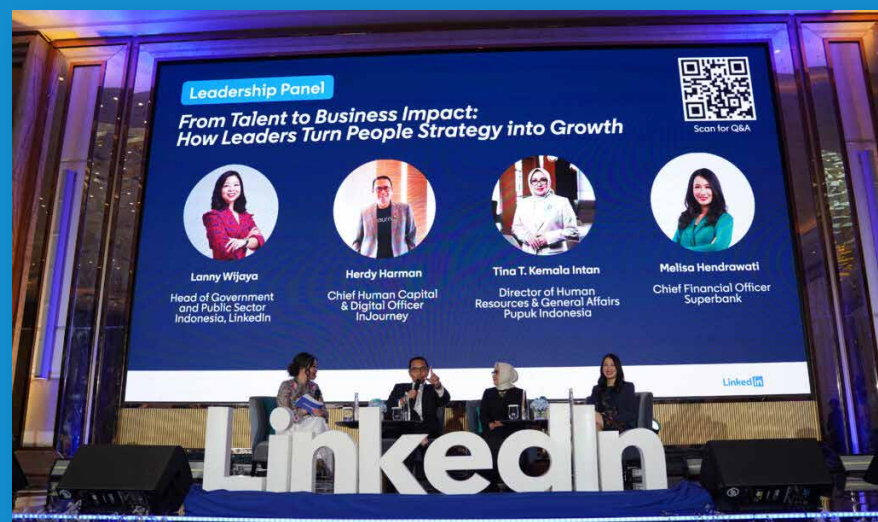 Leadership Panel
From Talent to Business Impact:
How Leaders Turn People Strategy into Growth
Scan for Q&A
Lanny Wijaya
Head of Government
and Public Sector
Indonesia, LinkedIn
Herdy Harman
Chief Human Capital
& Digital Officer
InJourney
Tina T. Kemala Intan
Director of Human
Resources & General Affairs
Pupuk Indonesia
Melisa Hendrawati
Chief Financial Officer
Superbank
LinkedIn
LinkedIn